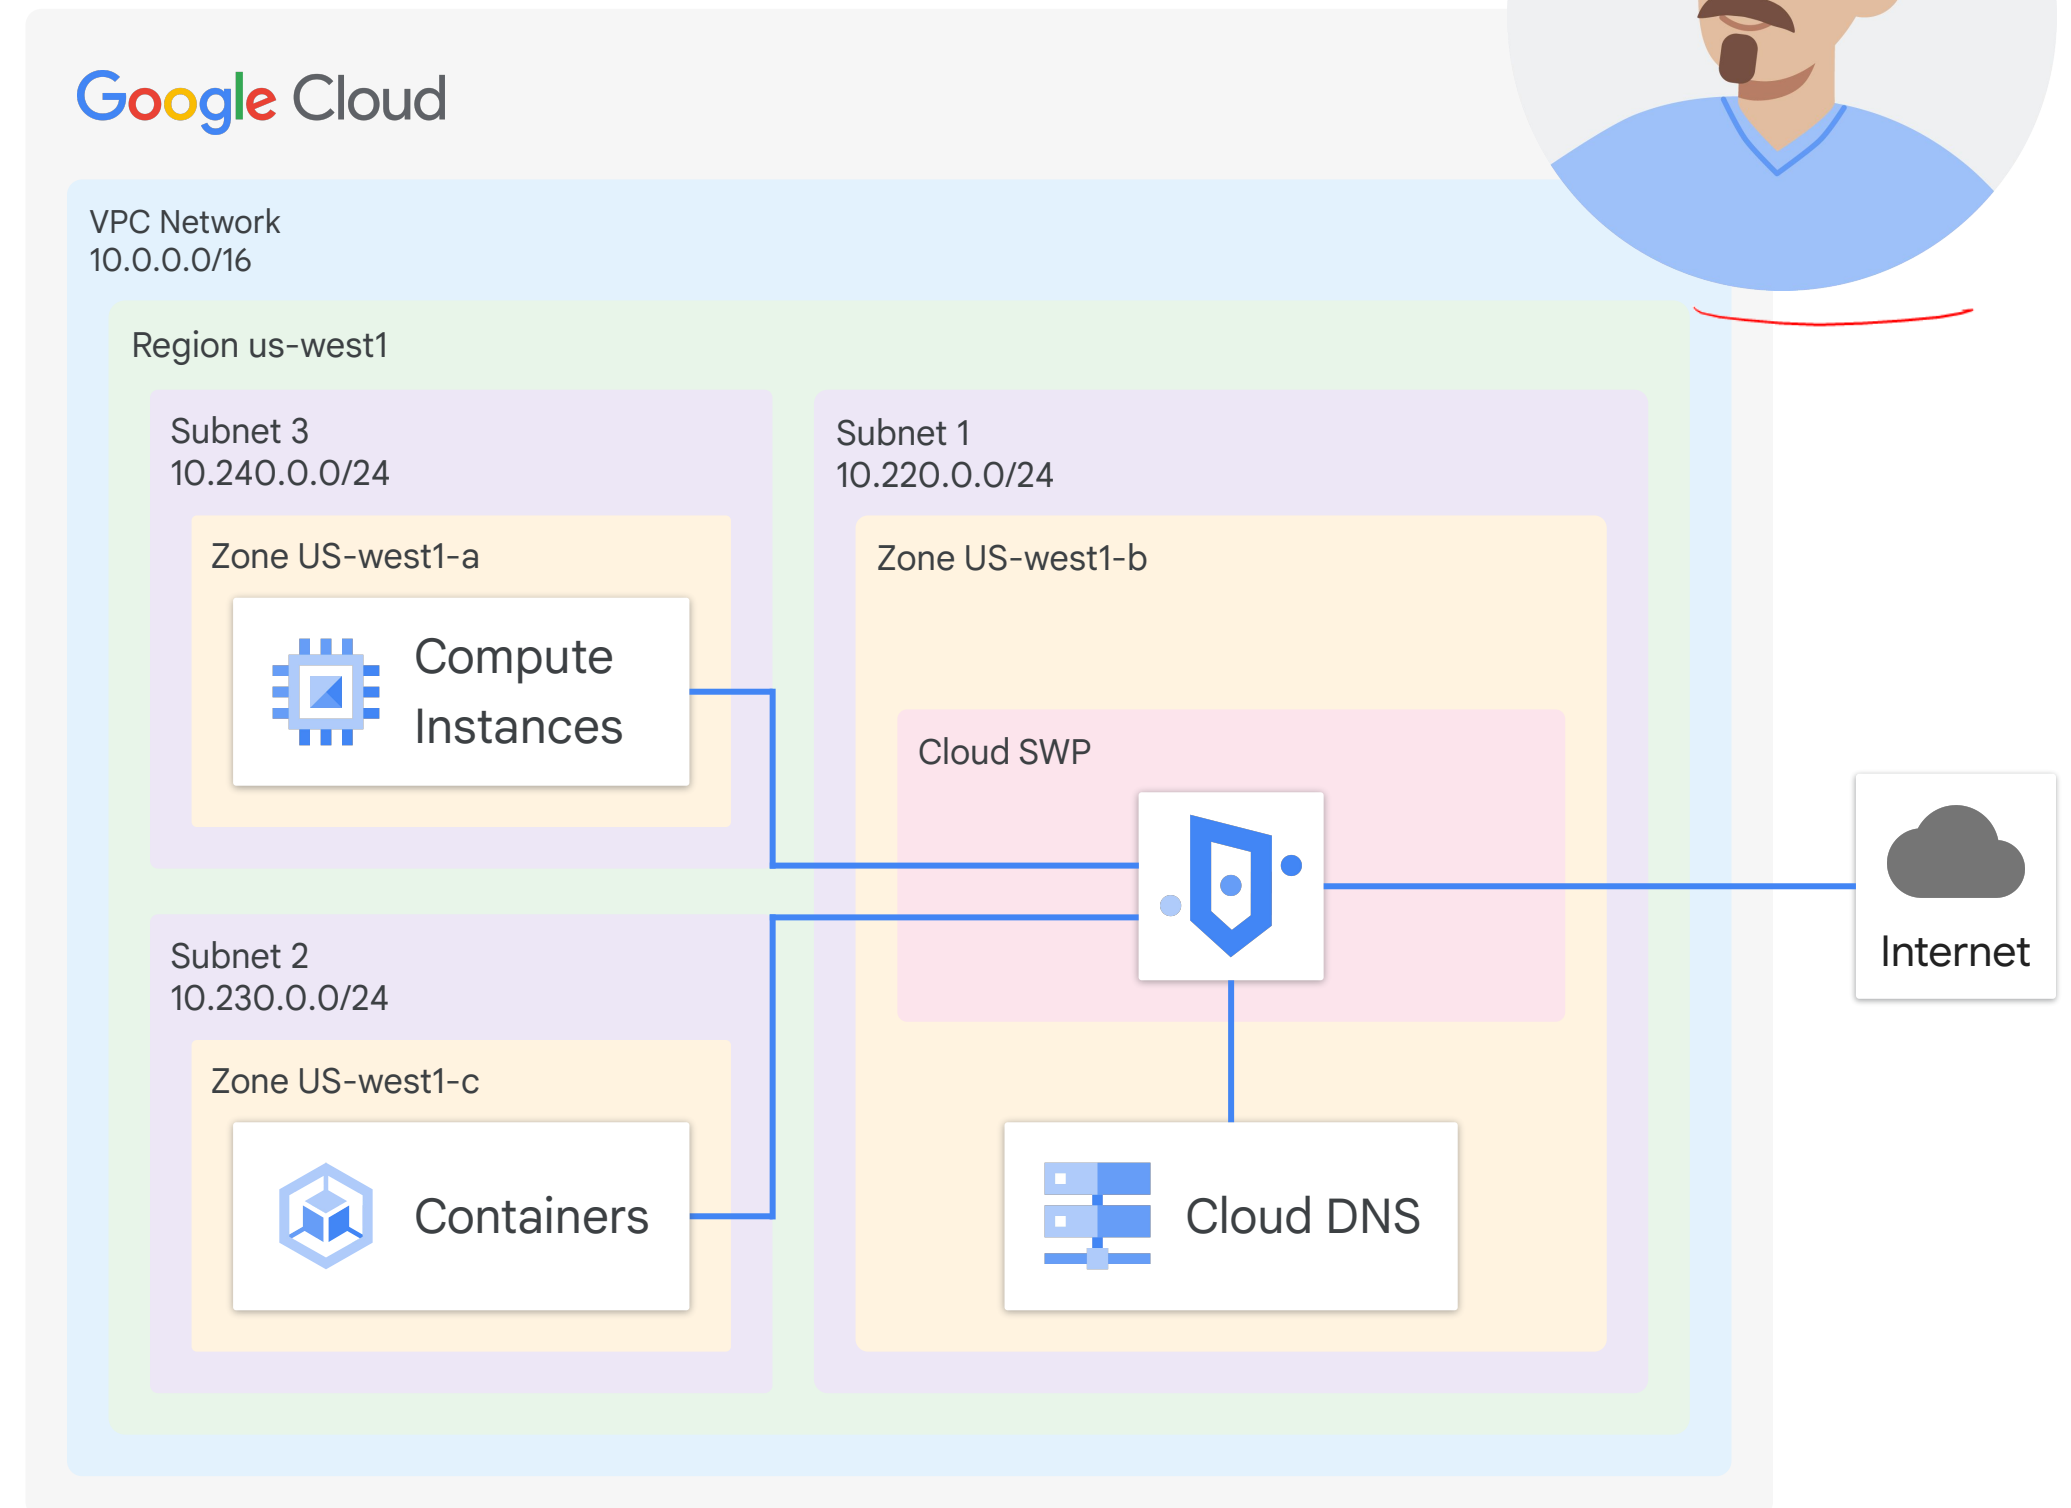 Google Cloud
VPC Network
10.0.0.0/16
Region us-west1
Subnet 3
10.240.0.0/24
Zone US-west1-a
Compute
Instances
Subnet 2
10.230.0.0/24
Zone US-west1-c
Containers
Subnet 1
10.220.0.0/24
Zone US-west1-b
Cloud SWP
Cloud DNS
Internet